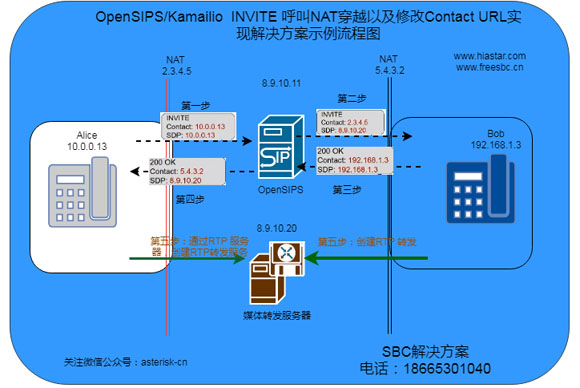 OpenSIPS/Kamailio INVITE 呼叫NAT穿越以及修改Contact URL实
现解决方案示例流程图
www.hiastar.com
www.freesbc.cn
NAT
2.3.4.5
8.9.10.11
NAT
5.4.3.2
第一步
第二步
INVITE
Contact: 10.0.0.13
SDP: 10.0.0.13
INVITE
Contact: 2.3.4.5
SDP: 8.9.10.20
Alice
10.0.0.13
Bob
192.168.1.3
200 OK
Contact: 5.4.3.2
SDP: 8.9.10.20
SIP
200 OK
Contact: 192.168.1.3
SDP: 192.168.1.3
OpenSIPS
第四步
第三步
8.9.10.20
第五步：通过RTP 服务
器，创建RTP转发服务
第五步：创建RTP 转发
媒体转发服务器
关注微信公众号：asterisk-cn
SBC解决方案
电话：18665301040